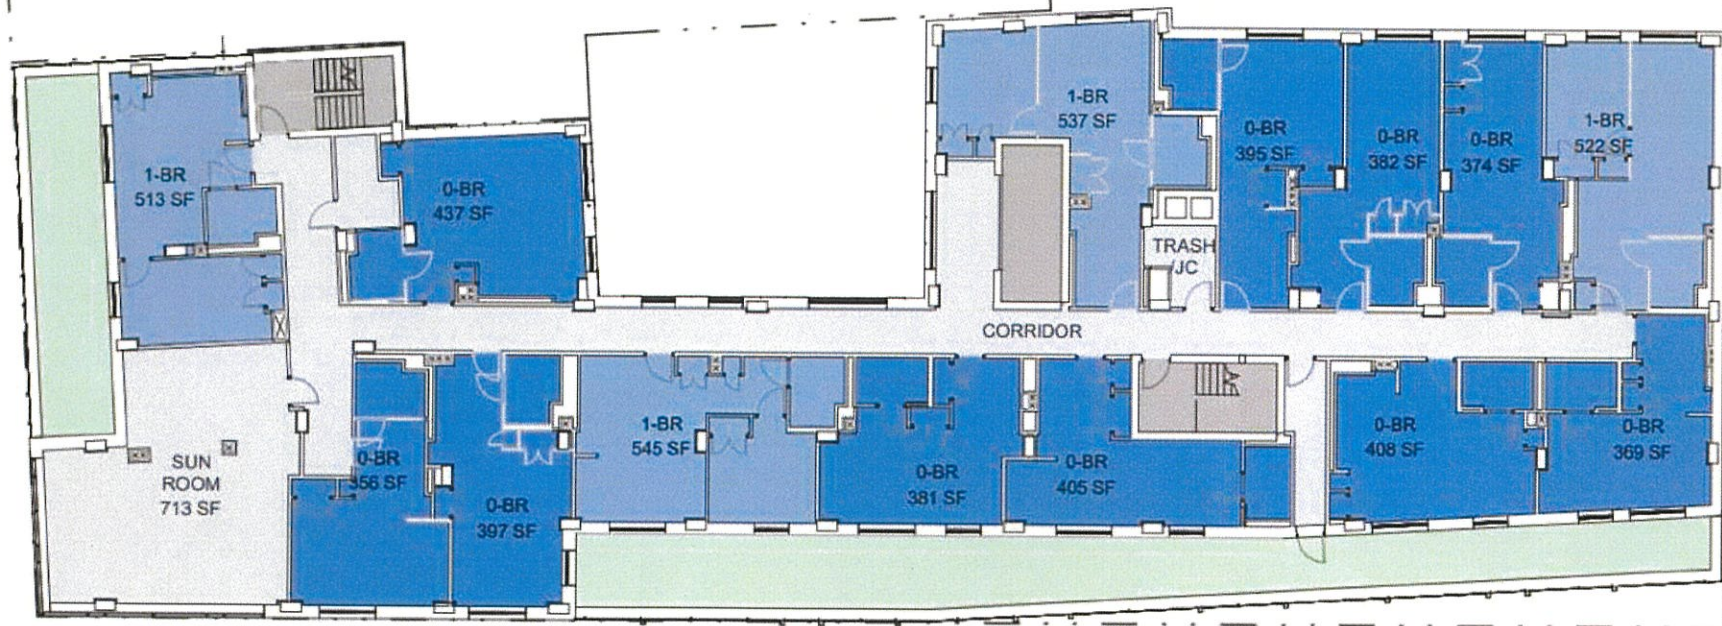 1-BR
537 SF
1-BR
513 SF
0-BR
437 SF
0-BR
395 SF
0-BR
382 SF
0-BR
374 SF
1-BR
522 SF
TRASH
/JC
CORRIDOR
SUN
ROOM
713 SF
0-BR
356 SF
0-BR
397 SF
1-BR
545 SF
0-BR
381 SF
0-BR
405 SF
0-BR
408 SF
0-BR
369 SF